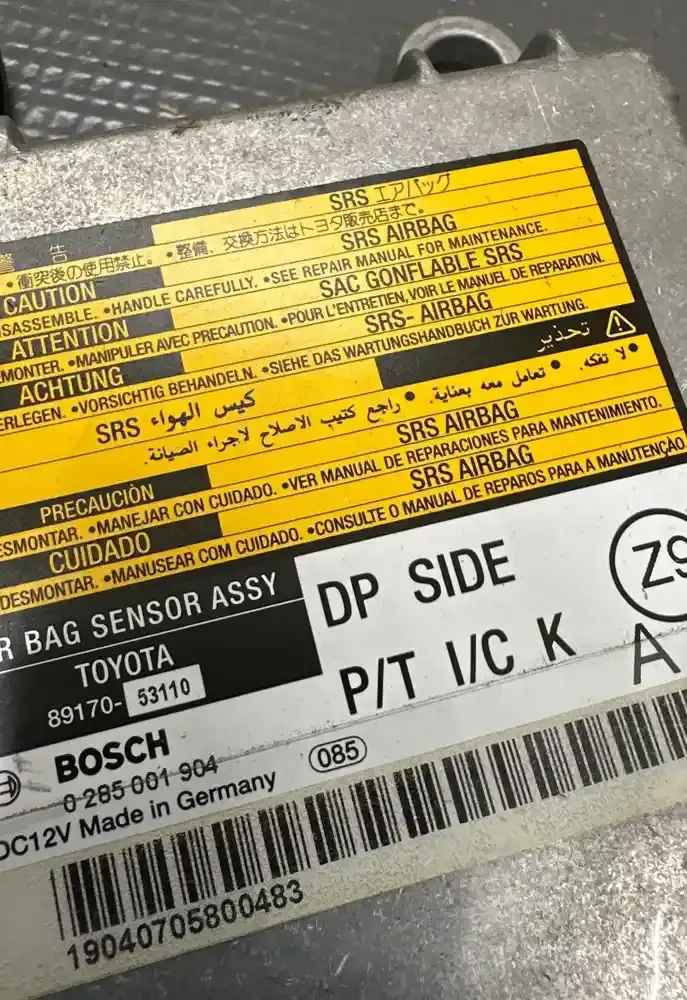 警 告
SRS エアバッグ
・衝突後の使用禁止。 ・整備、交換方法はトヨタ販売店まで。
CAUTION
SRS AIRBAG
ISASSEMBLE. •HANDLE CAREFULLY. •SEE REPAIR MANUAL FOR MAINTENANCE.
ATTENTION
SAC GONFLABLE SRS
EMONTER. •MANIPULER AVEC PRECAUTION. •POUR L'ENTRETIEN, VOIR LE MANUEL DE REPARATION.
ACHTUNG
SRS- AIRBAG
ERLEGEN. •VORSICHTIG BEHANDELN. •SIEHE DAS WARTUNGSHANDBUCH ZÜR WARTUNG.
تحذير
كيس الهواء SRS
• لا تفكه. • تعامل معه بعناية. • راجع كتيب الاصلاح لاجراء الصيانة.
PRECAUCIÒN
SRS AIRBAG
ESMONTAR. •MANEJAR CON CUIDADO. •VER MANUAL DE REPARACIONES PARA MANTENIMIENTO.
CUIDADO
SRS AIRBAG
DESMONTAR. •MANUSEAR COM CUIDADO. •CONSULTE O MANUAL DE REPAROS PARA A MANUTENÇÃO
R BAG SENSOR ASSY
TOYOTA
89170- 53110
DP SIDE
P/T I/C K
Z9
A
BOSCH
0 285 001 904
085
DC12V Made in Germany
19040705800483